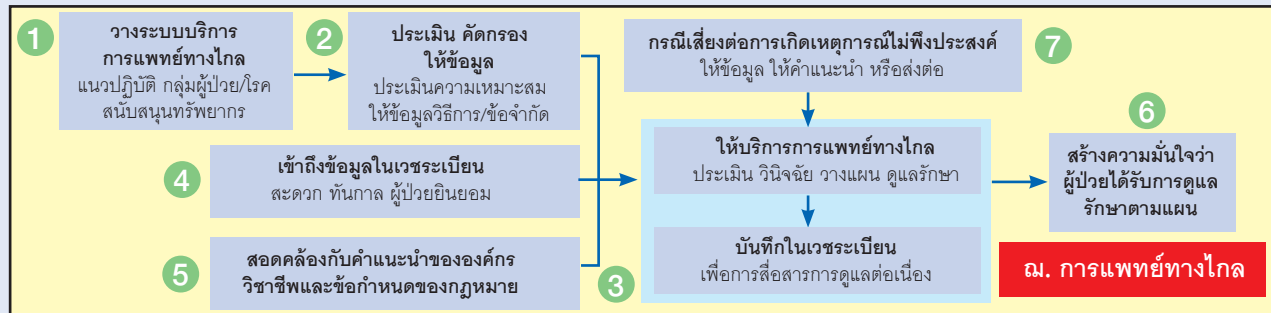 1
วางระบบบริการ
การแพทย์ทางไกล
แนวปฏิบัติ กลุ่มผู้ป่วย/โรค
สนับสนุนทรัพยากร
2
ประเมิน คัดกรอง
ให้ข้อมูล
ประเมินความเหมาะสม
ให้ข้อมูลวิธีการ/ข้อจำกัด
กรณีเสี่ยงต่อการเกิดเหตุการณ์ไม่พึงประสงค์
ให้ข้อมูล ให้คำแนะนำ หรือส่งต่อ
7
4
เข้าถึงข้อมูลในเวชระเบียน
สะดวก ทันกาล ผู้ป่วยยินยอม
5
สอดคล้องกับคำแนะนำขององค์กร
วิชาชีพและข้อกำหนดของกฎหมาย
3
ให้บริการการแพทย์ทางไกล
ประเมิน วินิจฉัย วางแผน ดูแลรักษา
บันทึกในเวชระเบียน
เพื่อการสื่อสารการดูแลต่อเนื่อง
6
สร้างความมั่นใจว่า
ผู้ป่วยได้รับการดูแล
รักษาตามแผน
ฌ. การแพทย์ทางไกล